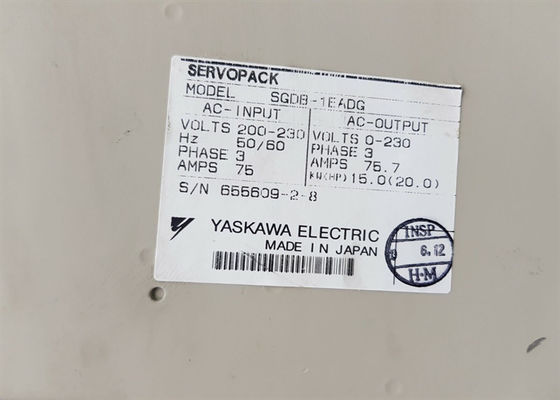 SERVOPACK
MODEL SGDB-1EADG
AC-INPUT AC-OUTPUT
VOLTS 200-230 VOLTS 0-230
Hz 50/60 PHASE 3
PHASE 3 AMPS 75.7
AMPS 75 KW(HP) 15.0(20.0)
S/N 655609-2-8
YASKAWA ELECTRIC
MADE IN JAPAN
INSP
6.12
H·M